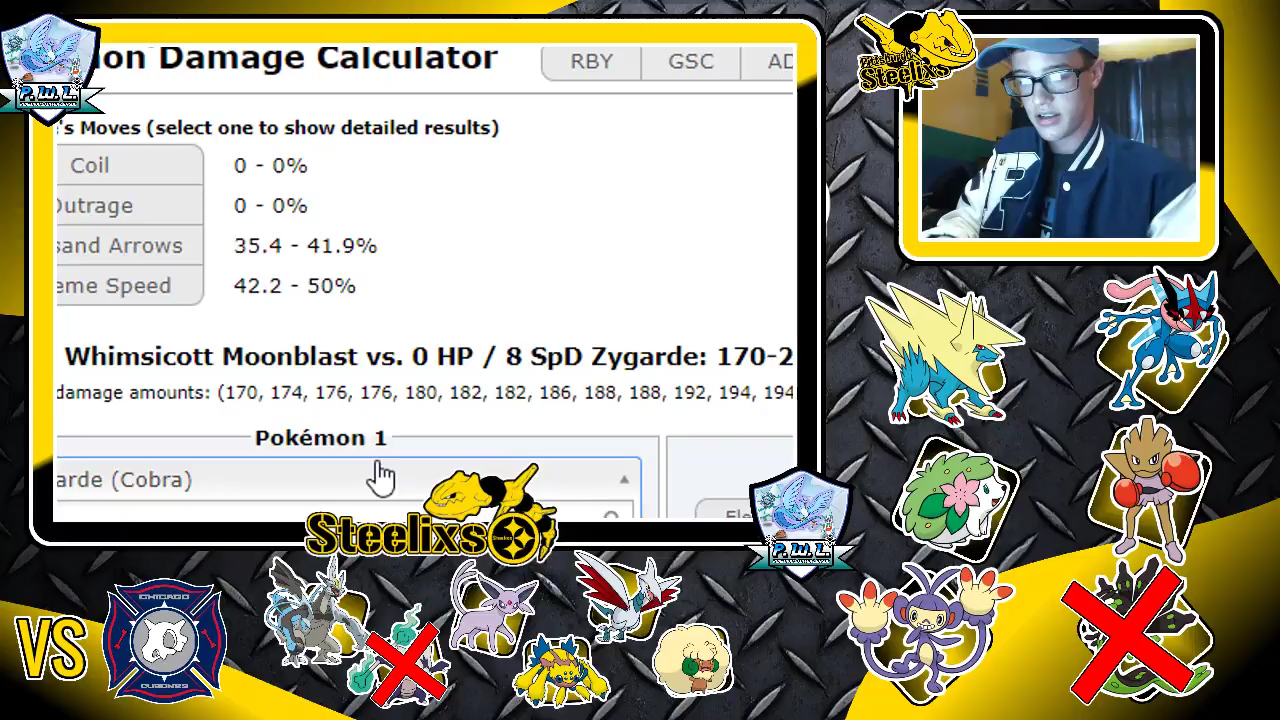 on Damage Calculator
RBY
GSC
AD
's Moves (select one to show detailed results)
Coil
0 - 0%
Outrage
0 - 0%
sand Arrows
35.4 - 41.9%
eme Speed
42.2 - 50%
Whimsicott Moonblast vs. 0 HP / 8 SpD Zygarde: 170-2
damage amounts: (170, 174, 176, 176, 180, 182, 182, 186, 188, 188, 192, 194, 194
Pokémon 1
arde (Cobra)
Ele
P.W.L.
Steelixs
P
Steelixs
Steelixs
P.W.L.
VS
CHICAGO
CUBONES